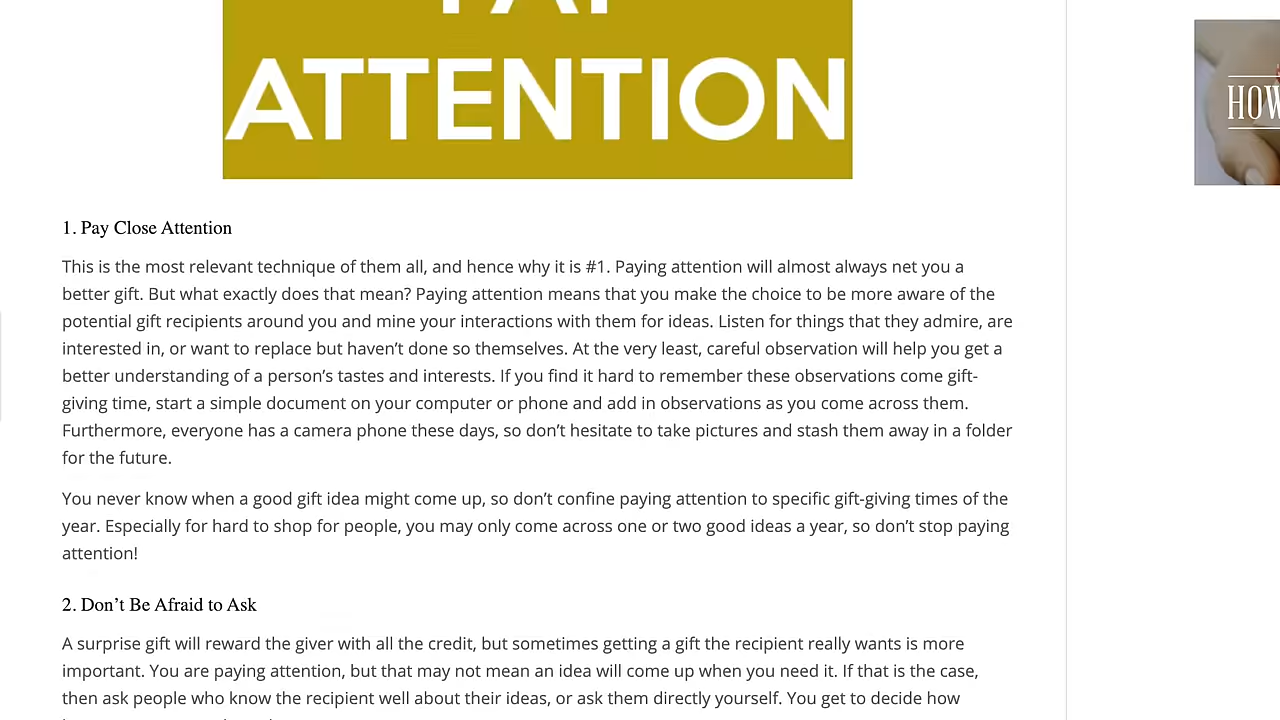 ATTENTION
HOW
1. Pay Close Attention
This is the most relevant technique of them all, and hence why it is #1. Paying attention will almost always net you a
better gift. But what exactly does that mean? Paying attention means that you make the choice to be more aware of the
potential gift recipients around you and mine your interactions with them for ideas. Listen for things that they admire, are
interested in, or want to replace but haven’t done so themselves. At the very least, careful observation will help you get a
better understanding of a person’s tastes and interests. If you find it hard to remember these observations come gift-
giving time, start a simple document on your computer or phone and add in observations as you come across them.
Furthermore, everyone has a camera phone these days, so don’t hesitate to take pictures and stash them away in a folder
for the future.
You never know when a good gift idea might come up, so don’t confine paying attention to specific gift-giving times of the
year. Especially for hard to shop for people, you may only come across one or two good ideas a year, so don’t stop paying
attention!
2. Don’t Be Afraid to Ask
A surprise gift will reward the giver with all the credit, but sometimes getting a gift the recipient really wants is more
important. You are paying attention, but that may not mean an idea will come up when you need it. If that is the case,
then ask people who know the recipient well about their ideas, or ask them directly yourself. You get to decide how